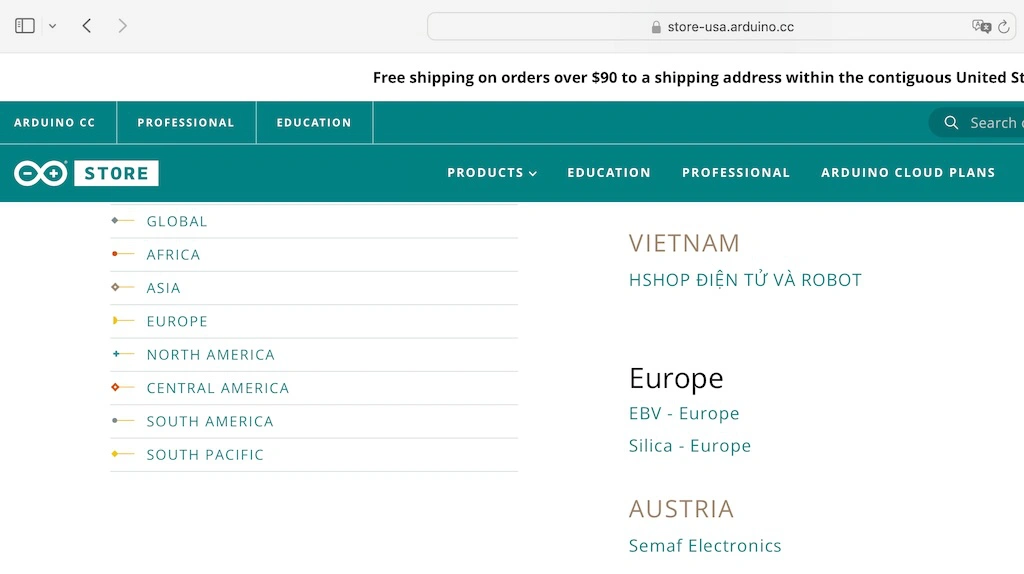 store-usa.arduino.cc
Free shipping on orders over $90 to a shipping address within the contiguous United
ARDUINO CC
PROFESSIONAL
EDUCATION
Search
STORE
PRODUCTS
EDUCATION
PROFESSIONAL
ARDUINO CLOUD PLANS
GLOBAL
AFRICA
ASIA
EUROPE
NORTH AMERICA
CENTRAL AMERICA
SOUTH AMERICA
SOUTH PACIFIC
VIETNAM
HSHOP ĐIỆN TỬ VÀ ROBOT
Europe
EBV - Europe
Silica - Europe
AUSTRIA
Semaf Electronics